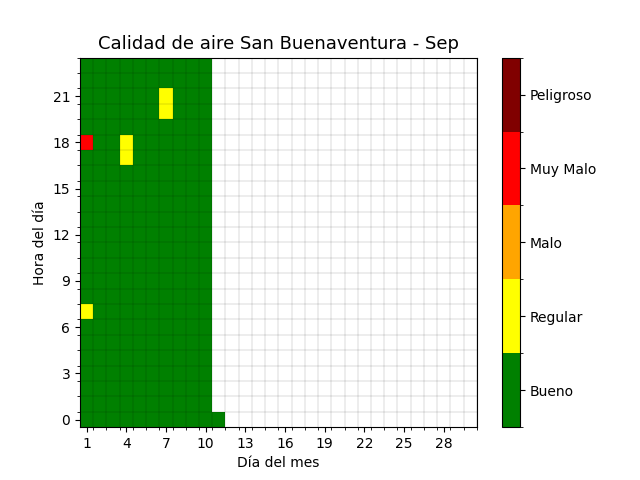 Calidad de aire San Buenaventura - Sep
21
18
15
12
9
6
3
0
Hora del día
1 4 7 10 13 16 19 22 25 28
Día del mes
Peligroso
Muy Malo
Malo
Regular
Bueno